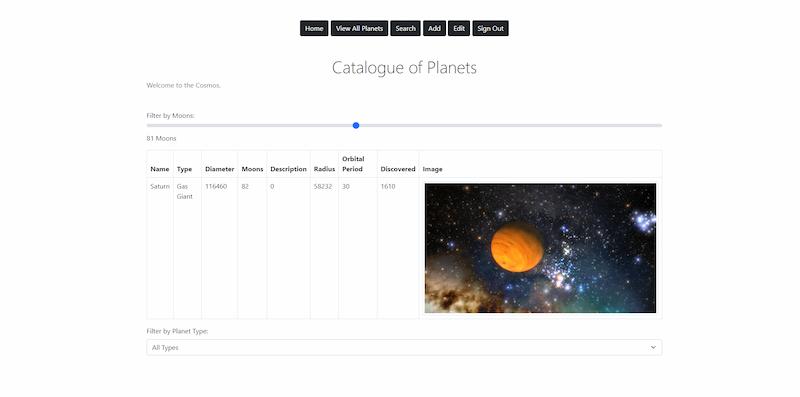 Home View All Planets Search Add Edit Sign Out
Catalogue of Planets
Welcome to the Cosmos.
Filter by Moons:
81 Moons
Name Type Diameter Moons Description Radius Orbital Period Discovered Image
Saturn Gas Giant 116460 82 0 58232 30 1610
Filter by Planet Type:
All Types